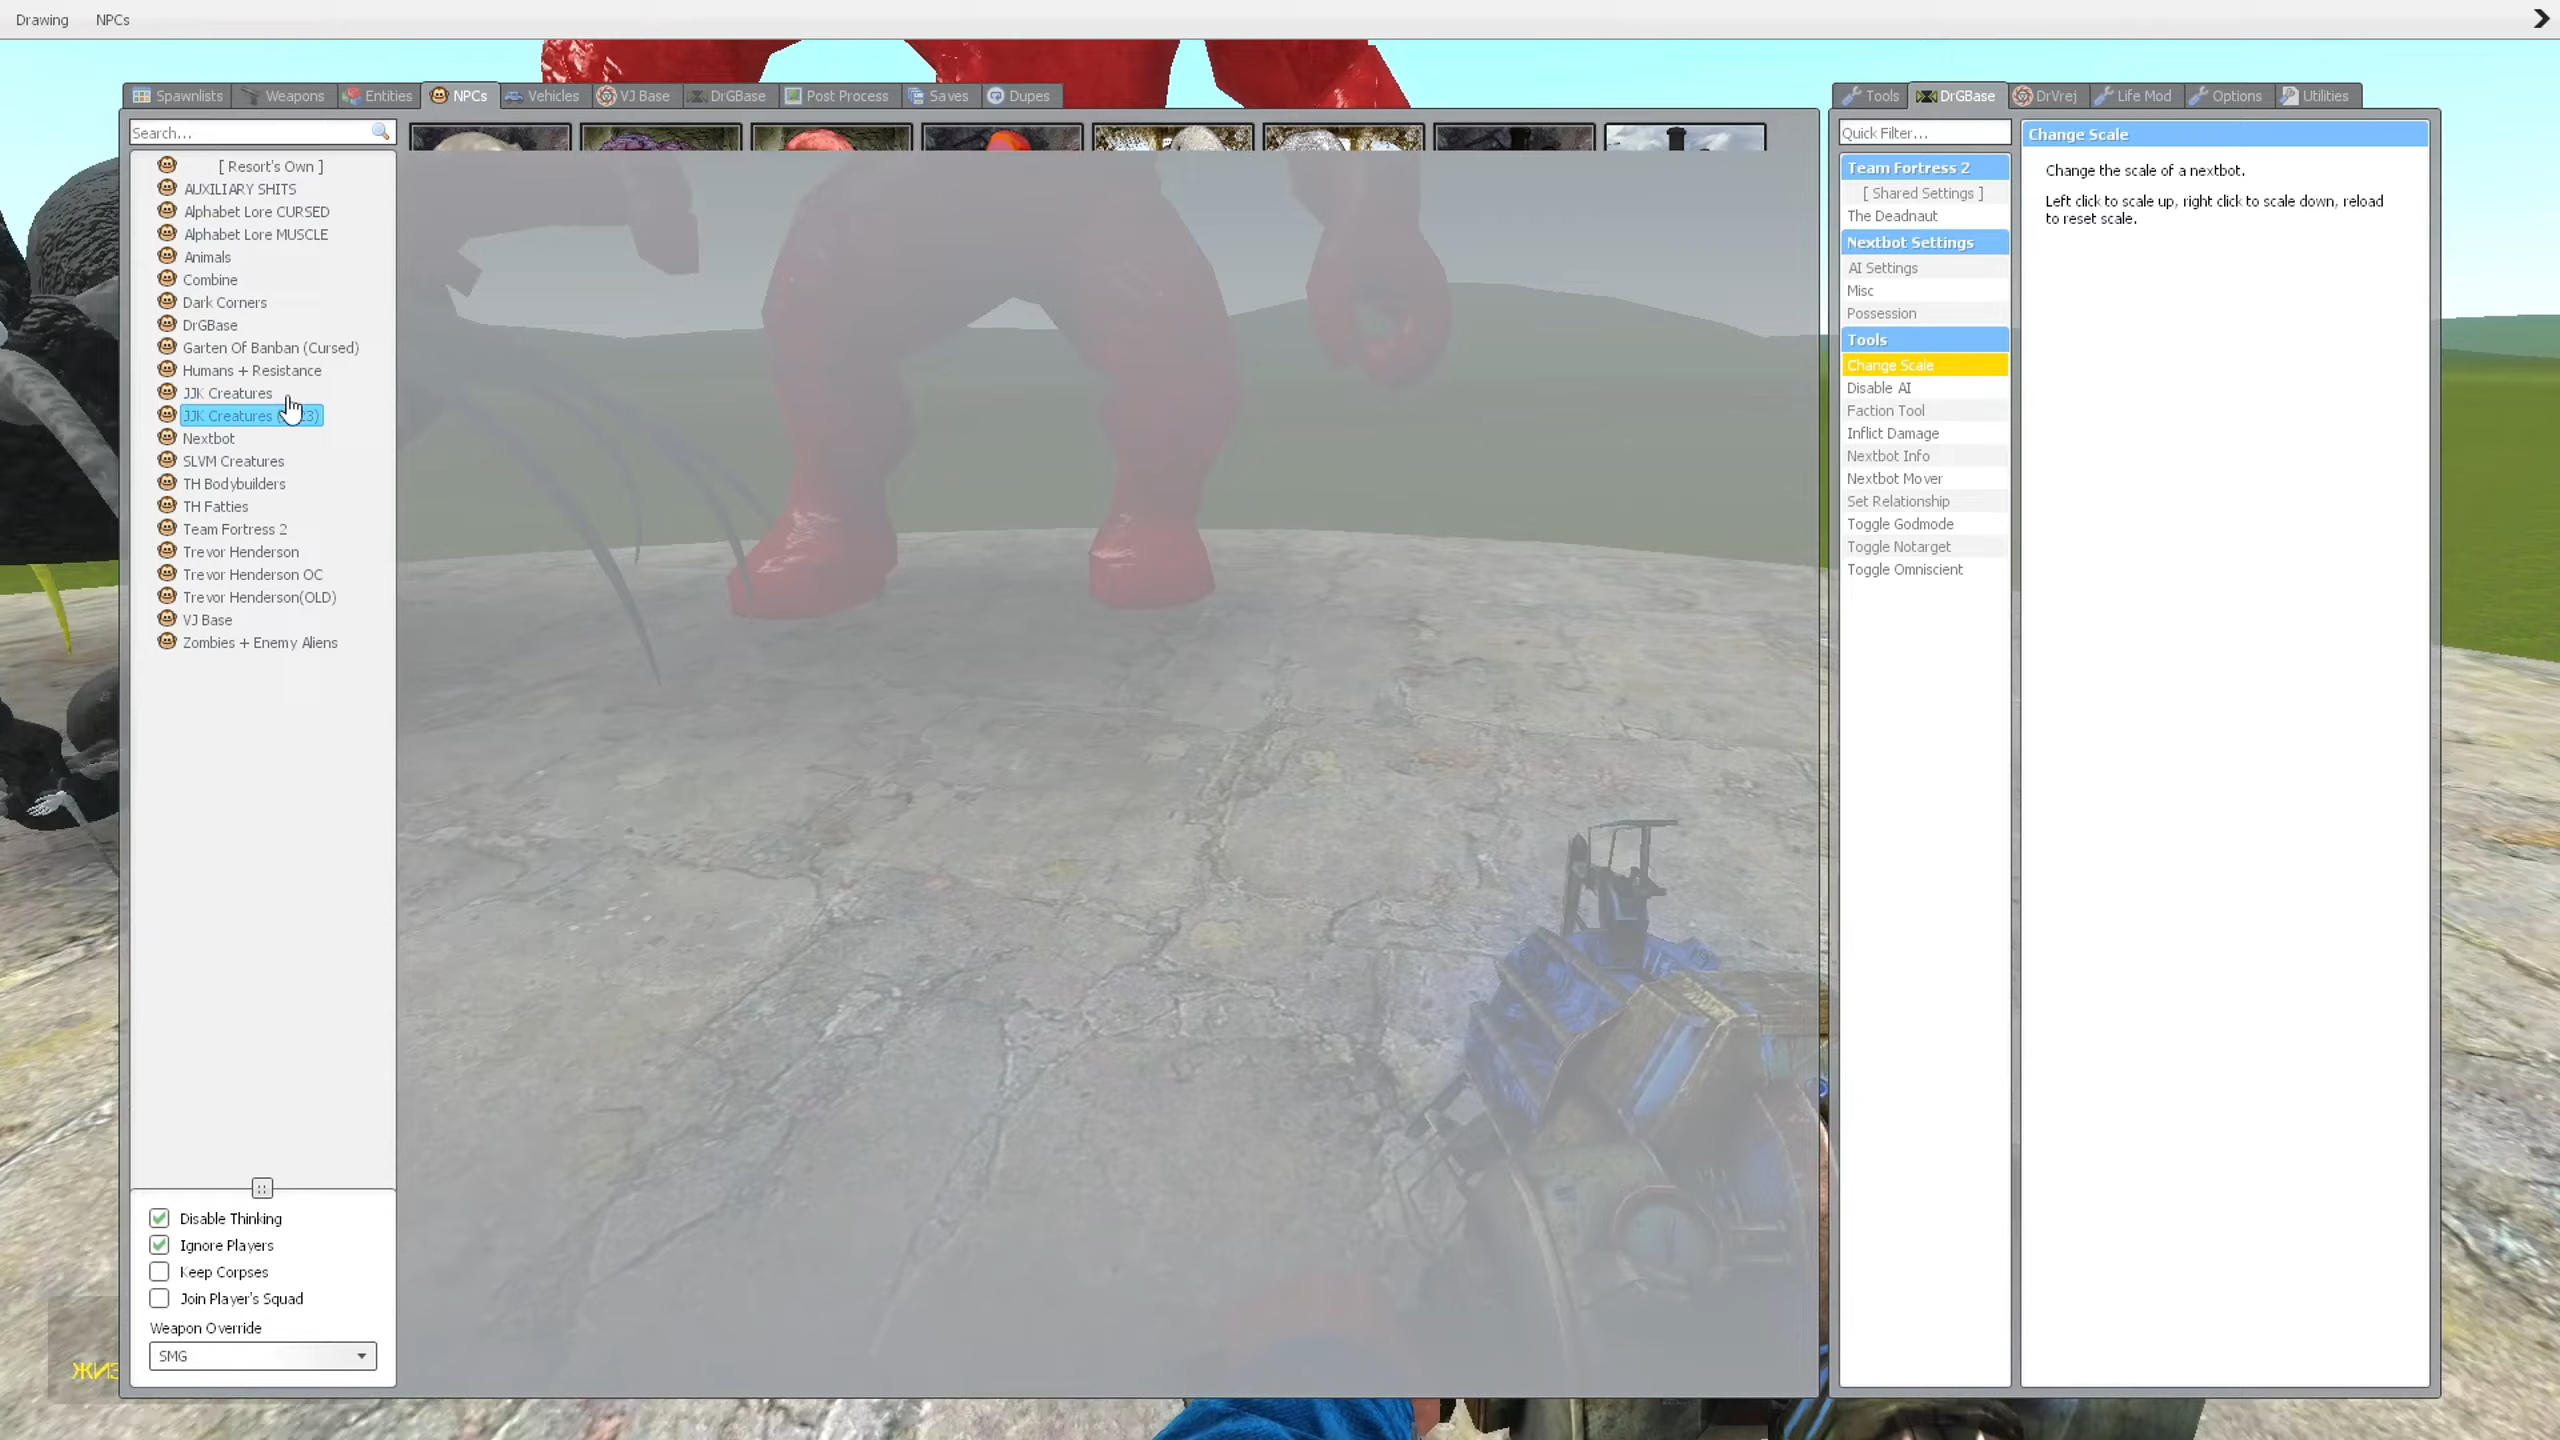 Drawing NPCs
Spawnlists Weapons Entities NPCs Vehicles VJ Base DrGBase Post Process Saves Dupes
Search...
[ Resort's Own ]
AUXILIARY SHITS
Alphabet Lore CURSED
Alphabet Lore MUSCLE
Animals
Combine
Dark Corners
DrGBase
Garten Of Banban (Cursed)
Humans + Resistance
JJK Creatures
JJK Creatures
Nextbot
SLVM Creatures
TH Bodybuilders
TH Fatties
Team Fortress 2
Trevor Henderson
Trevor Henderson OC
Trevor Henderson(OLD)
VJ Base
Zombies + Enemy Aliens
Disable Thinking
Ignore Players
Keep Corpses
Join Player's Squad
Weapon Override
SMG
Tools DrGBase DrVrej Life Mod Options Utilities
Quick Filter...
Team Fortress 2
[ Shared Settings ]
The Deadnaut
Nextbot Settings
AI Settings
Misc
Possession
Tools
Change Scale
Disable AI
Faction Tool
Inflict Damage
Nextbot Info
Nextbot Mover
Set Relationship
Toggle Godmode
Toggle Notarget
Toggle Omniscient
Change Scale
Change the scale of a nextbot.
Left click to scale up, right click to scale down, reload
to reset scale.